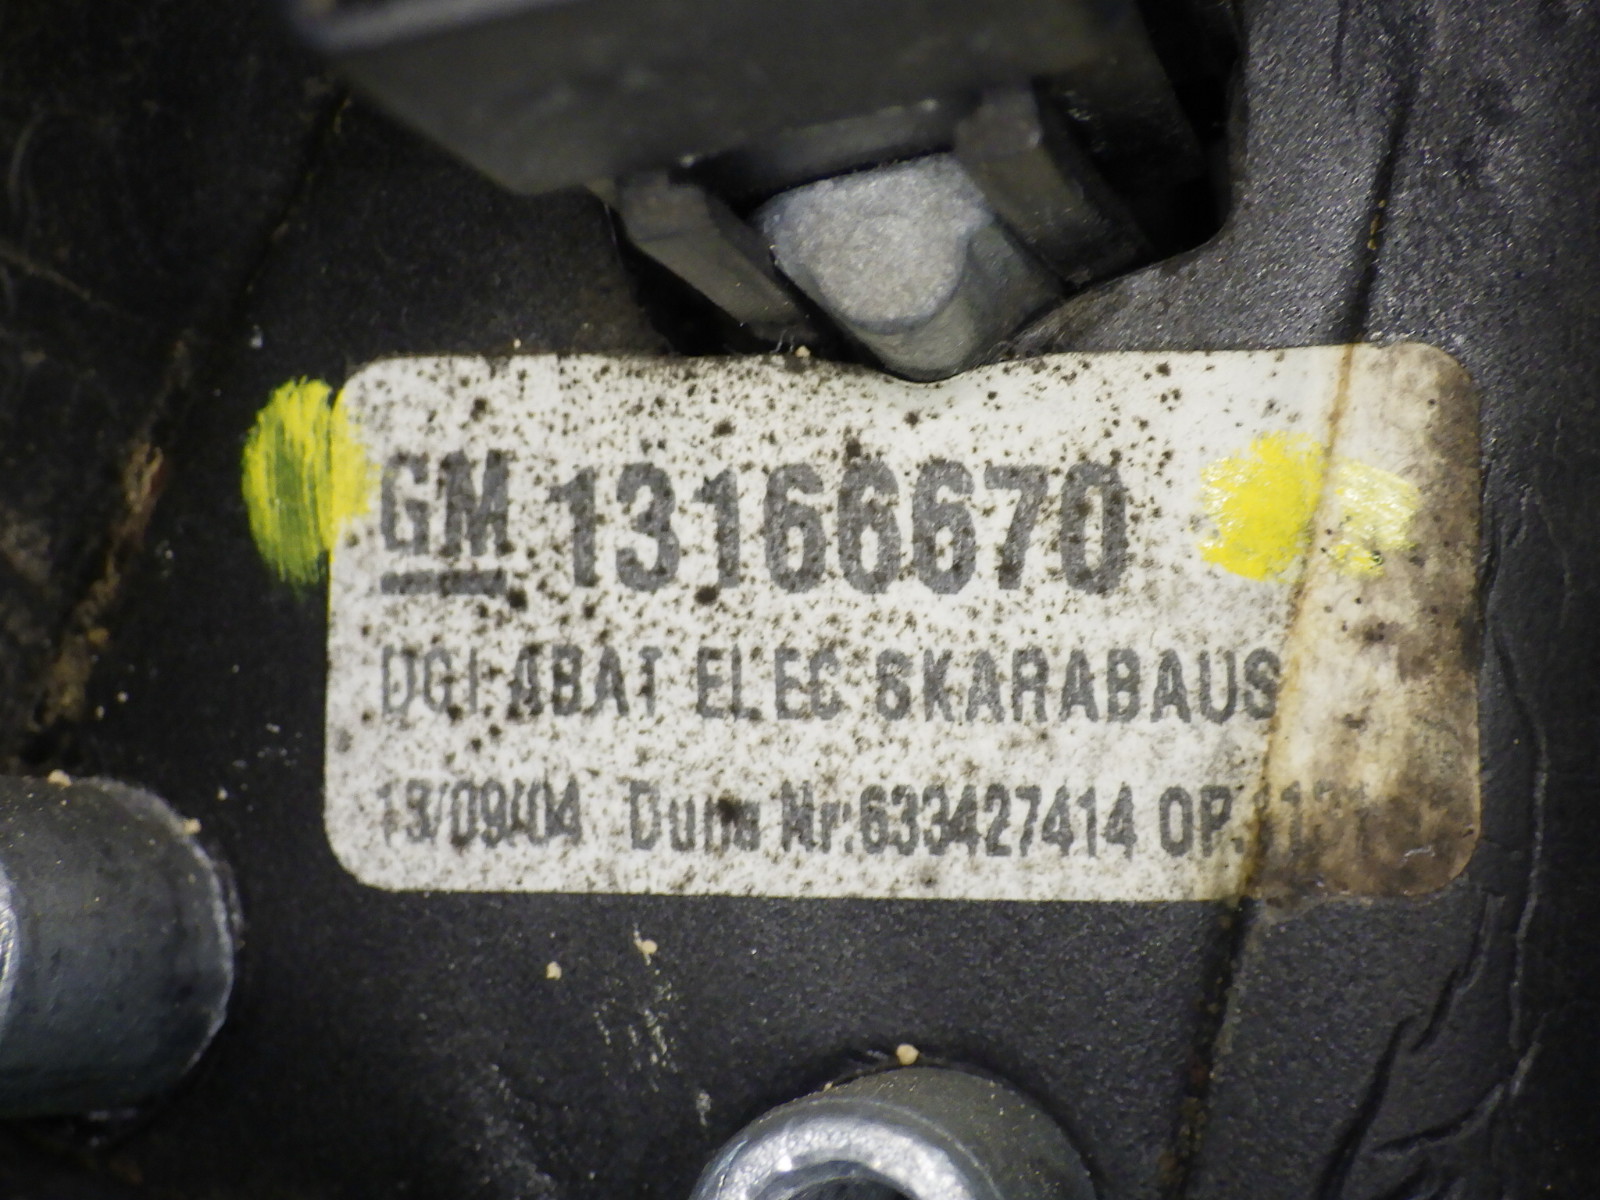 GM 13166670
DGI ABAT ELEC SKARABAUS
13/09/04 Duns Nr:633427414 OP.